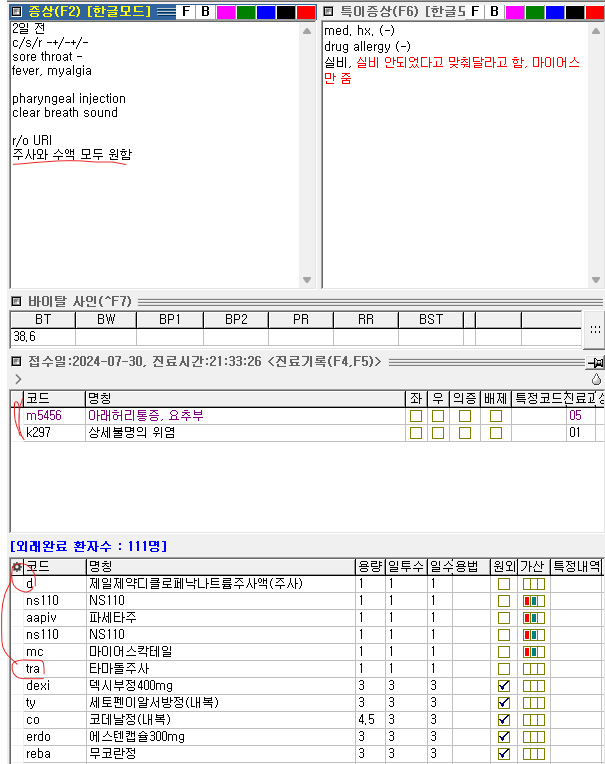 증상(F2) [한글모드] F B
2일 전
c/s/r -+/-+/-
sore throat -
fever, myalgia
pharyngeal injection
clear breath sound
r/o URI
주사와 수액 모두 원함
특이증상(F6) [한글모 F B
med, hx, (-)
drug allergy (-)
실비, 실비 안되었다고 맞춰달라고 함, 마이어스
만 줌
바이탈 사인(^F7)
BT BW BP1 BP2 PR RR BST
38,6
접수일:2024-07-30, 진료시간:21:33:26 <진료기록(F4,F5)>
코드 명칭 좌 우 의증 배제 특정코드 진료과 상
m5456 아래허리통증, 요추부 05
k297 상세불명의 위염 01
[외래완료 환자수 : 111명]
코드 명칭 용량 일투수 일수 용법 원외 가산 특정내역
d 제일제약디클로페낙나트륨주사액(주사) 1 1 1
ns110 NS110 1 1 1
aapiv 파세타주 1 1 1
ns110 NS110 1 1 1
mc 마이어스칵테일 1 1 1
tra 타마돌주사 1 1 1
dexi 덱시부정400mg 3 3 3
ty 세토펜이알서방정(내복) 3 3 3
co 코데날정(내복) 4,5 3 3
erdo 에스텐캡슐300mg 3 3 3
reba 무코란정 3 3 3